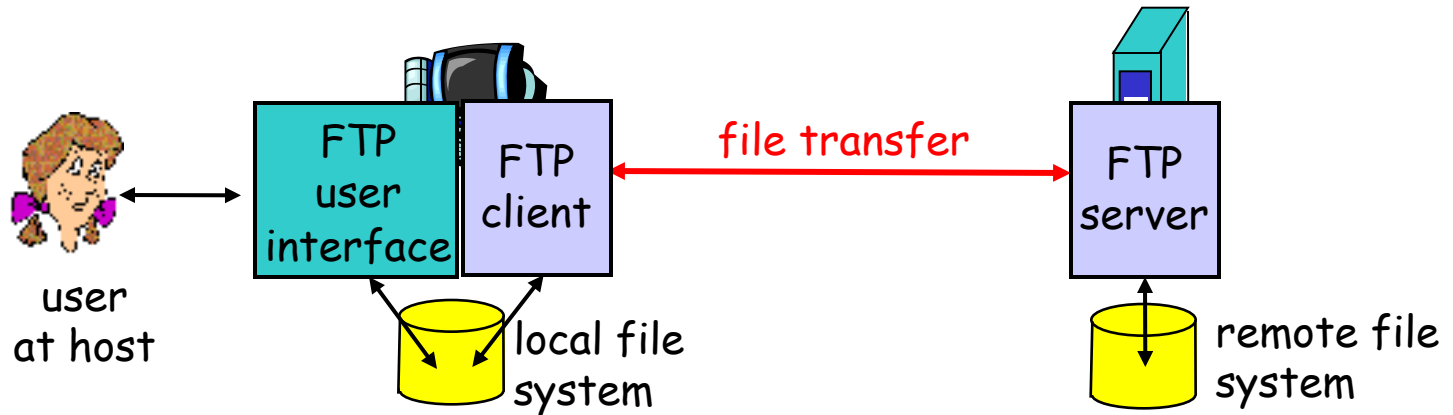 FTP
user
interface
FTP
client
file transfer
FTP
server
user
at host
local file
system
remote file
system